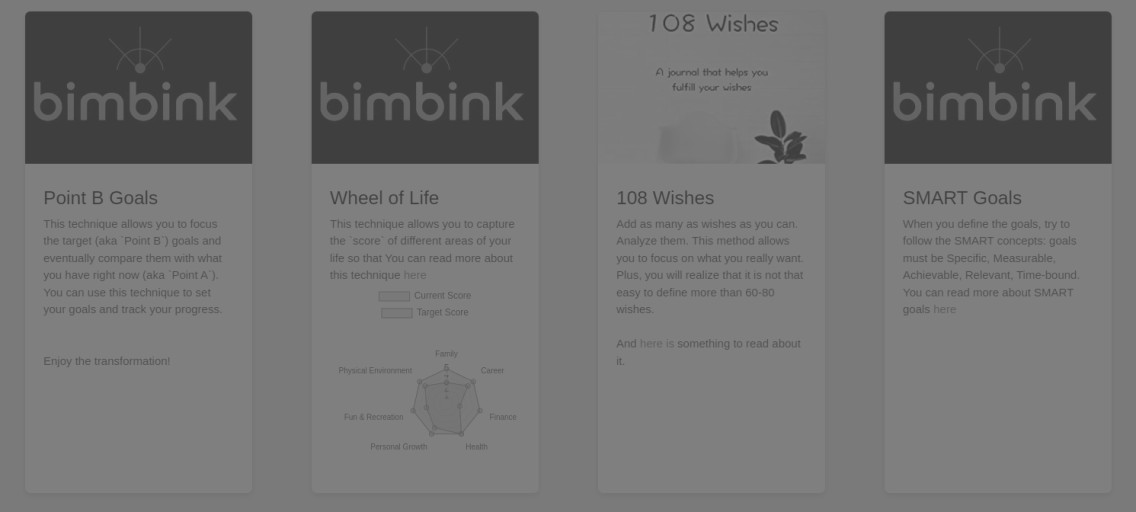 bimbink
Point B Goals
This technique allows you to focus
the target (aka `Point B`) goals and
eventually compare them with what
you have right now (aka `Point A`).
You can use this technique to set
your goals and track your progress.
Enjoy the transformation!
bimbink
Wheel of Life
This technique allows you to capture
the `score` of different areas of your
life so that You can read more about
this technique here
Current Score
Target Score
Family
Physical Environment
Career
Fun & Recreation
Finance
Personal Growth
Health
108 Wishes
A journal that helps you
fulfill your wishes
108 Wishes
Add as many as wishes as you can.
Analyze them. This method allows
you to focus on what you really want.
Plus, you will realize that it is not that
easy to define more than 60-80
wishes.
And here is something to read about
it.
bimbink
SMART Goals
When you define the goals, try to
follow the SMART concepts: goals
must be Specific, Measurable,
Achievable, Relevant, Time-bound.
You can read more about SMART
goals here